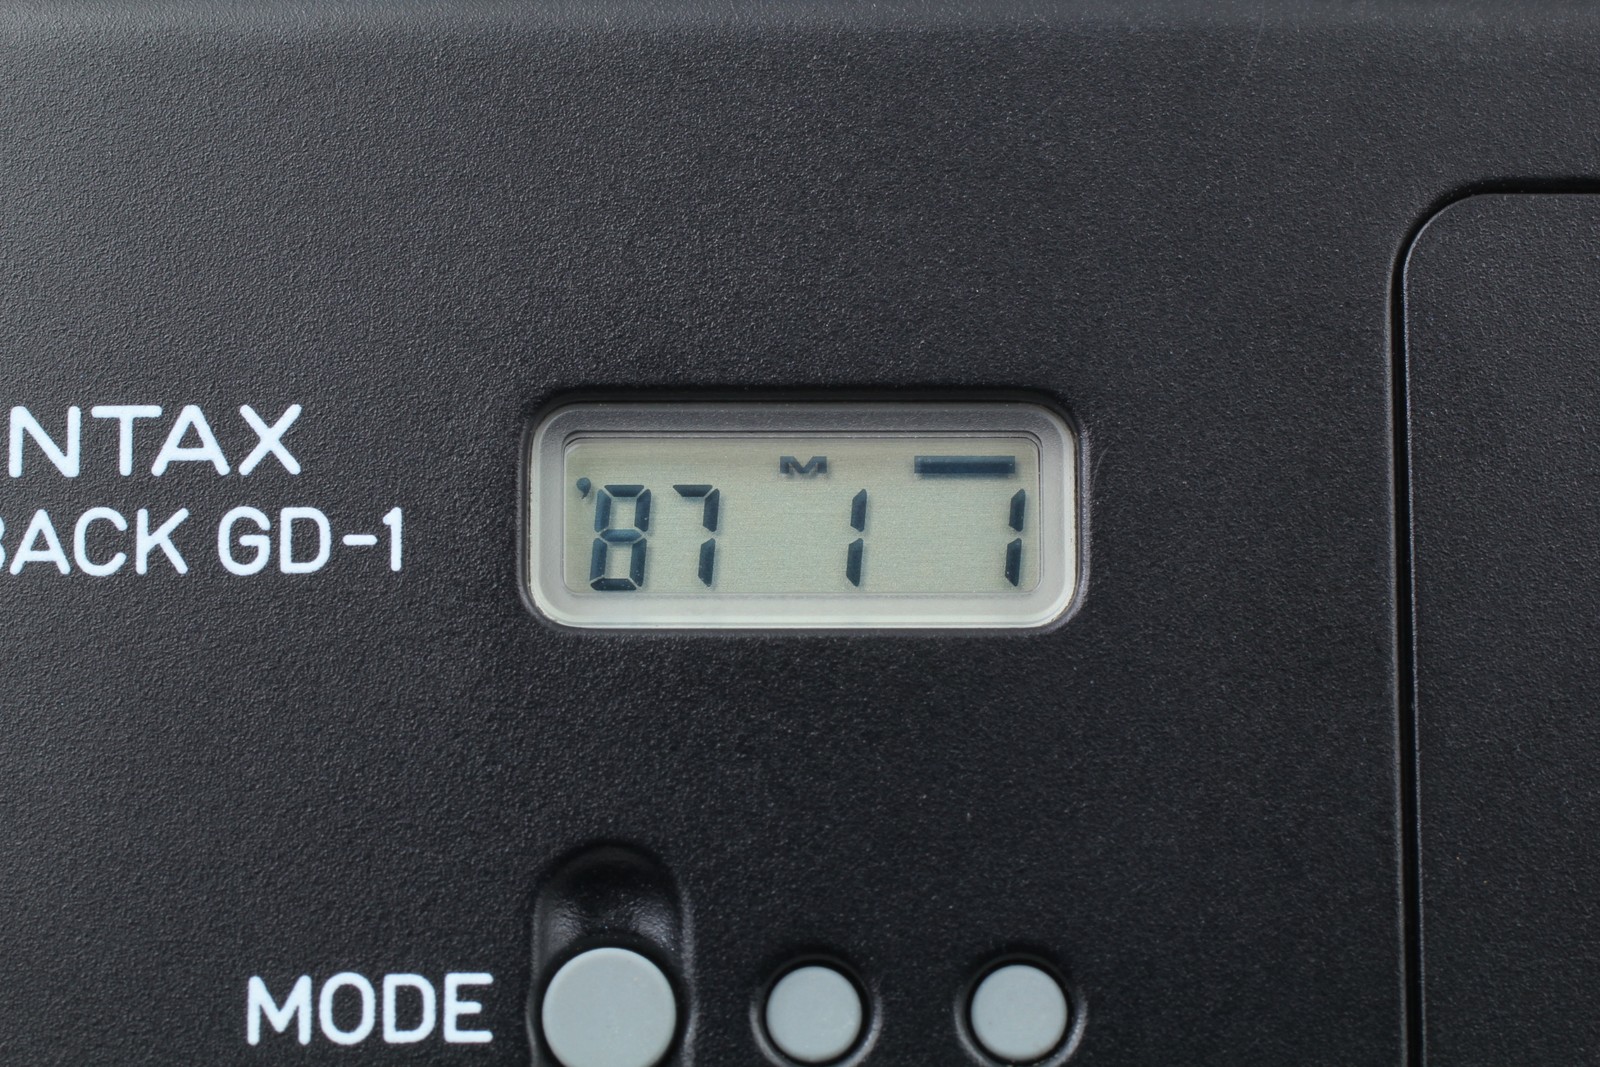 NTAX
BACK GD-1
M
'87 1 1
MODE